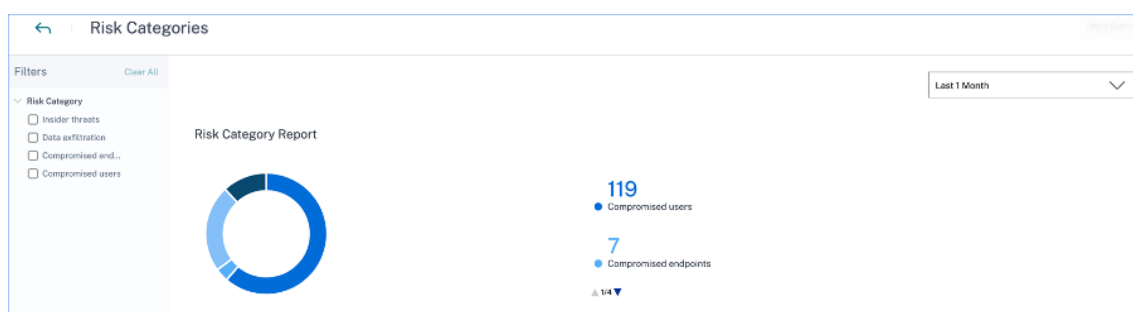 Risk Categories
Filters
Clear All
Last 1 Month
Risk Category
Insider threats
Data exfiltration
Compromised end...
Compromised users
Risk Category Report
119
Compromised users
7
Compromised endpoints
1/4